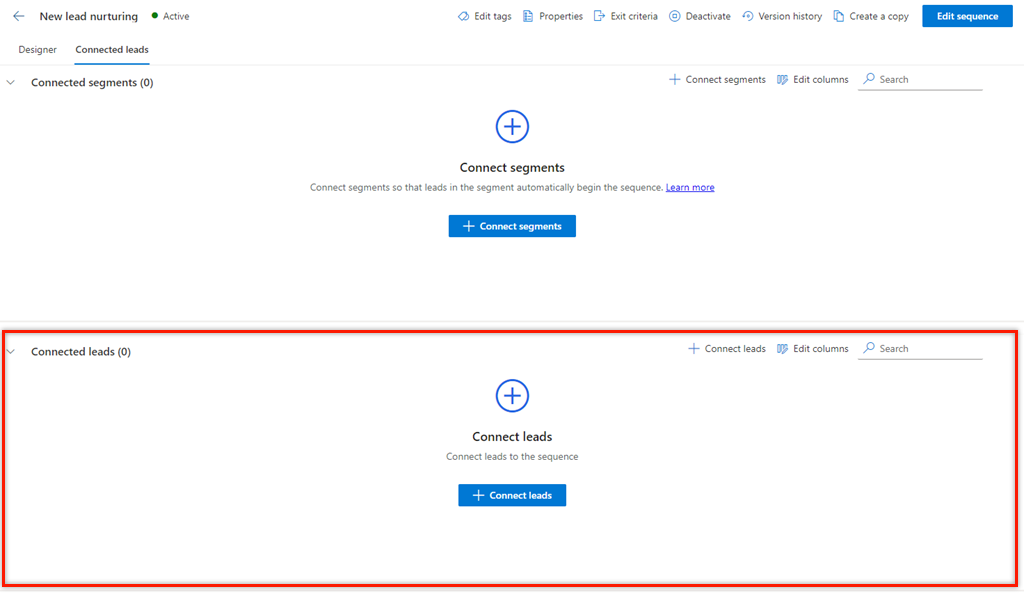 New lead nurturing Active Edit tags Properties Exit criteria Deactivate Version history Create a copy Edit sequence
Designer Connected leads
Connected segments (0) Connect segments Edit columns Search
Connect segments
Connect segments so that leads in the segment automatically begin the sequence. Learn more
Connect segments
Connected leads (0) Connect leads Edit columns Search
Connect leads
Connect leads to the sequence
Connect leads